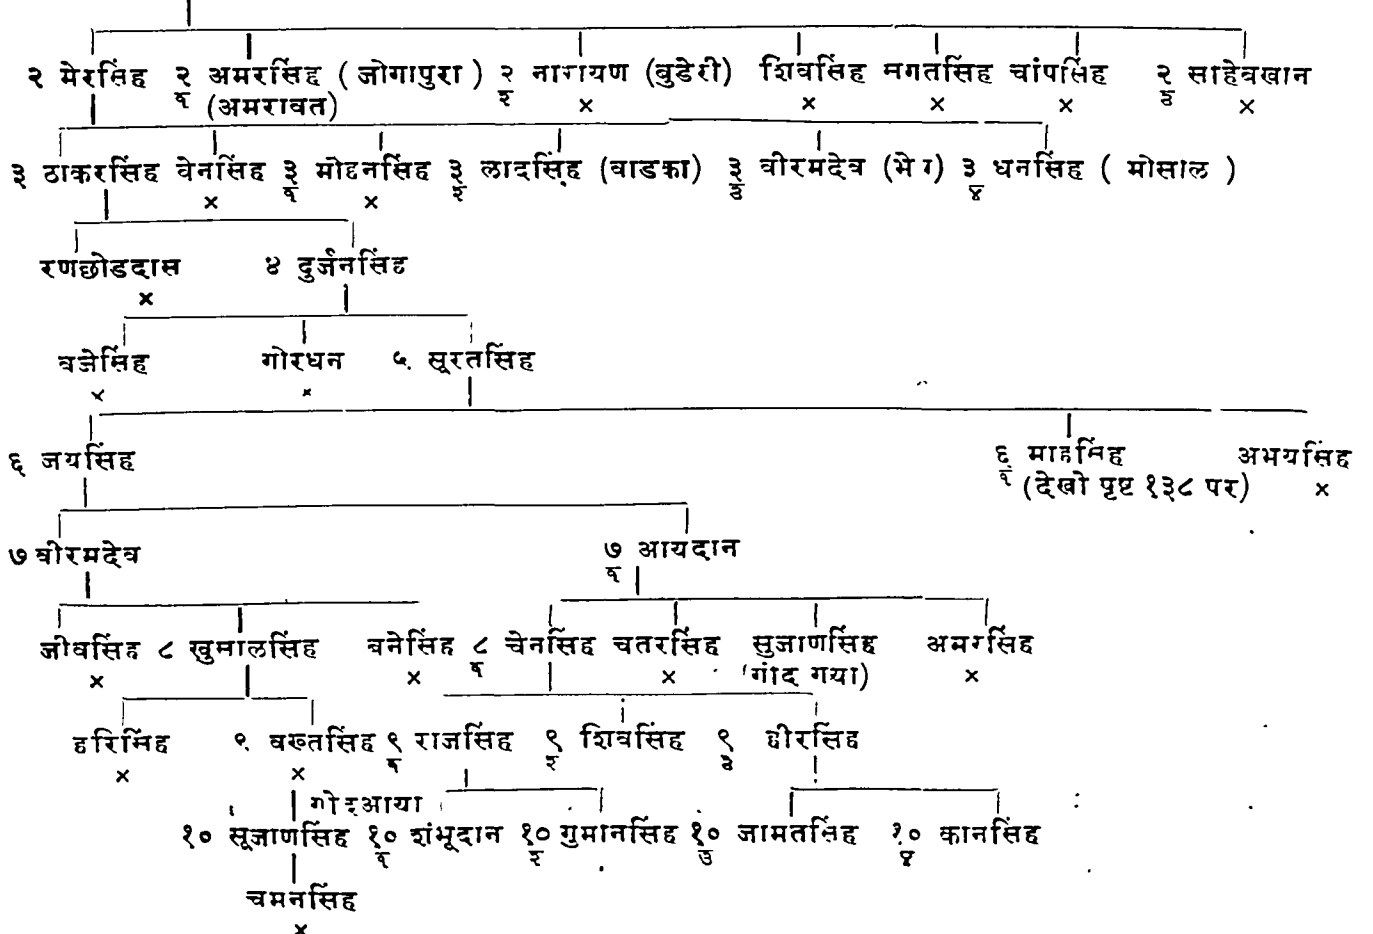 २ मेरसिंह २/१ अमरसिंह ( जोगापुरा ) २/२ नारायण (बुडेरी) शिवसिंह मगतसिंह चांपसिंह २/३ साहेबखान
(अमरावत) × × × × ×
३ ठाकरसिंह वेनसिंह ३/१ मोहनसिंह ३/२ लादसिंह (वाडका) ३/३ वीरमदेव ३/४ धनसिंह ( मोसाल )
× ×
रणछोडदास ४ दुर्जनसिंह
×
वजेसिंह गोरधन ५ सूरतसिंह
× ×
६ जयसिंह ६/१ माहसिंह अभयसिंह
(देखो पृष्ट १३८ पर) ×
७ वीरमदेव ७/१ आयदान
जीवसिंह ८ खुमालसिंह बनेसिंह ८/१ चेनसिंह चतरसिंह सुजाणसिंह अमरसिंह
× × × (गोद गया) ×
हरिसिंह ९ वख्तसिंह ९/१ राजसिंह ९/२ शिवसिंह ९/३ हीरसिंह
× ×
गोद आया
१० सूजाणसिंह १०/१ शंभूदान १०/२ गुमानसिंह १०/३ जामतसिंह १०/४ कानसिंह
चमनसिंह
×